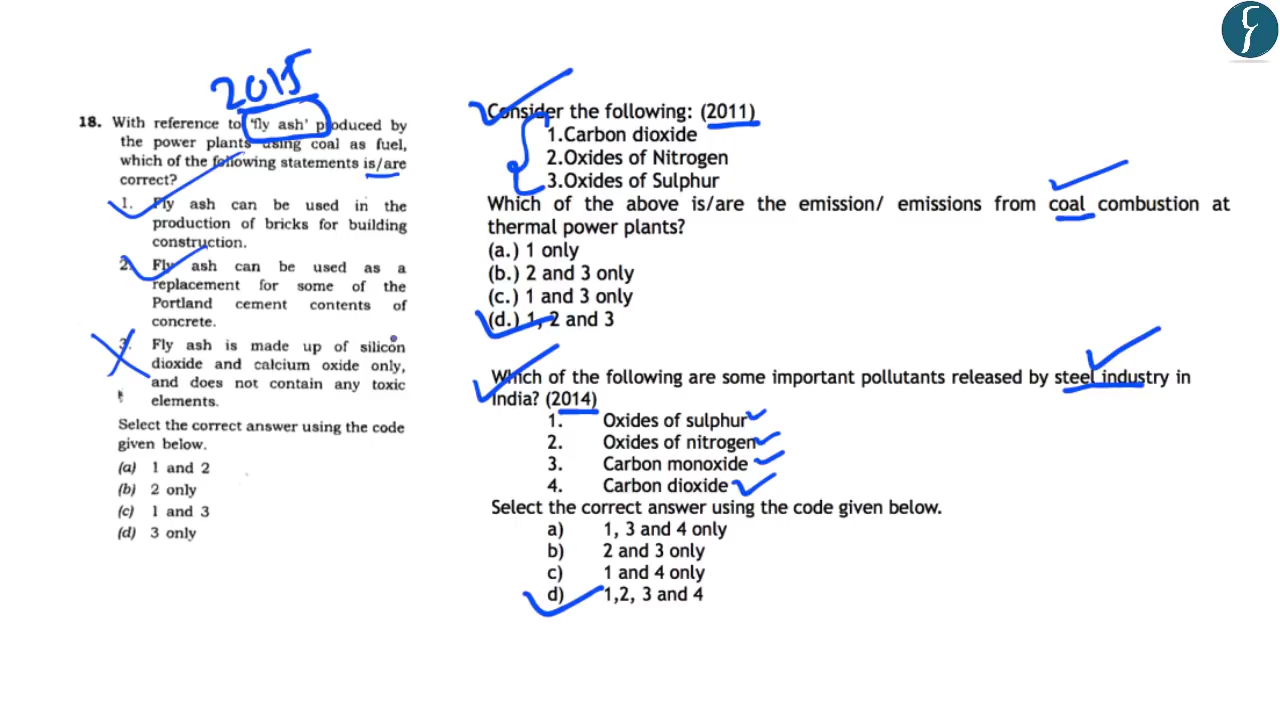 2015
18. With reference to 'fly ash' produced by
the power plants using coal as fuel,
which of the following statements is/are
correct?
1. Fly ash can be used in the
production of bricks for building
construction.
2. Fly ash can be used as a
replacement for some of the
Portland cement contents of
concrete.
3. Fly ash is made up of silicon
dioxide and calcium oxide only,
and does not contain any toxic
elements.
Select the correct answer using the code
given below.
(a) 1 and 2
(b) 2 only
(c) 1 and 3
(d) 3 only
Consider the following: (2011)
1.Carbon dioxide
2.Oxides of Nitrogen
3.Oxides of Sulphur
Which of the above is/are the emission/ emissions from coal combustion at
thermal power plants?
(a.) 1 only
(b.) 2 and 3 only
(c.) 1 and 3 only
(d.) 1, 2 and 3
Which of the following are some important pollutants released by steel industry in
India? (2014)
1. Oxides of sulphur
2. Oxides of nitrogen
3. Carbon monoxide
4. Carbon dioxide
Select the correct answer using the code given below.
a) 1, 3 and 4 only
b) 2 and 3 only
c) 1 and 4 only
d) 1,2, 3 and 4